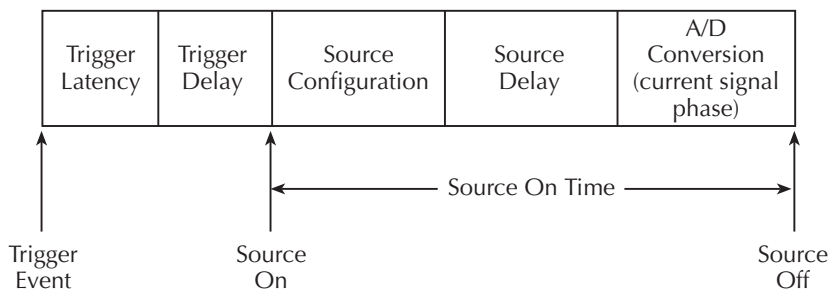 Trigger
Latency
Trigger
Delay
Source
Configuration
Source
Delay
A/D
Conversion
(current signal
phase)
Source On Time
Trigger
Event
Source
On
Source
Off